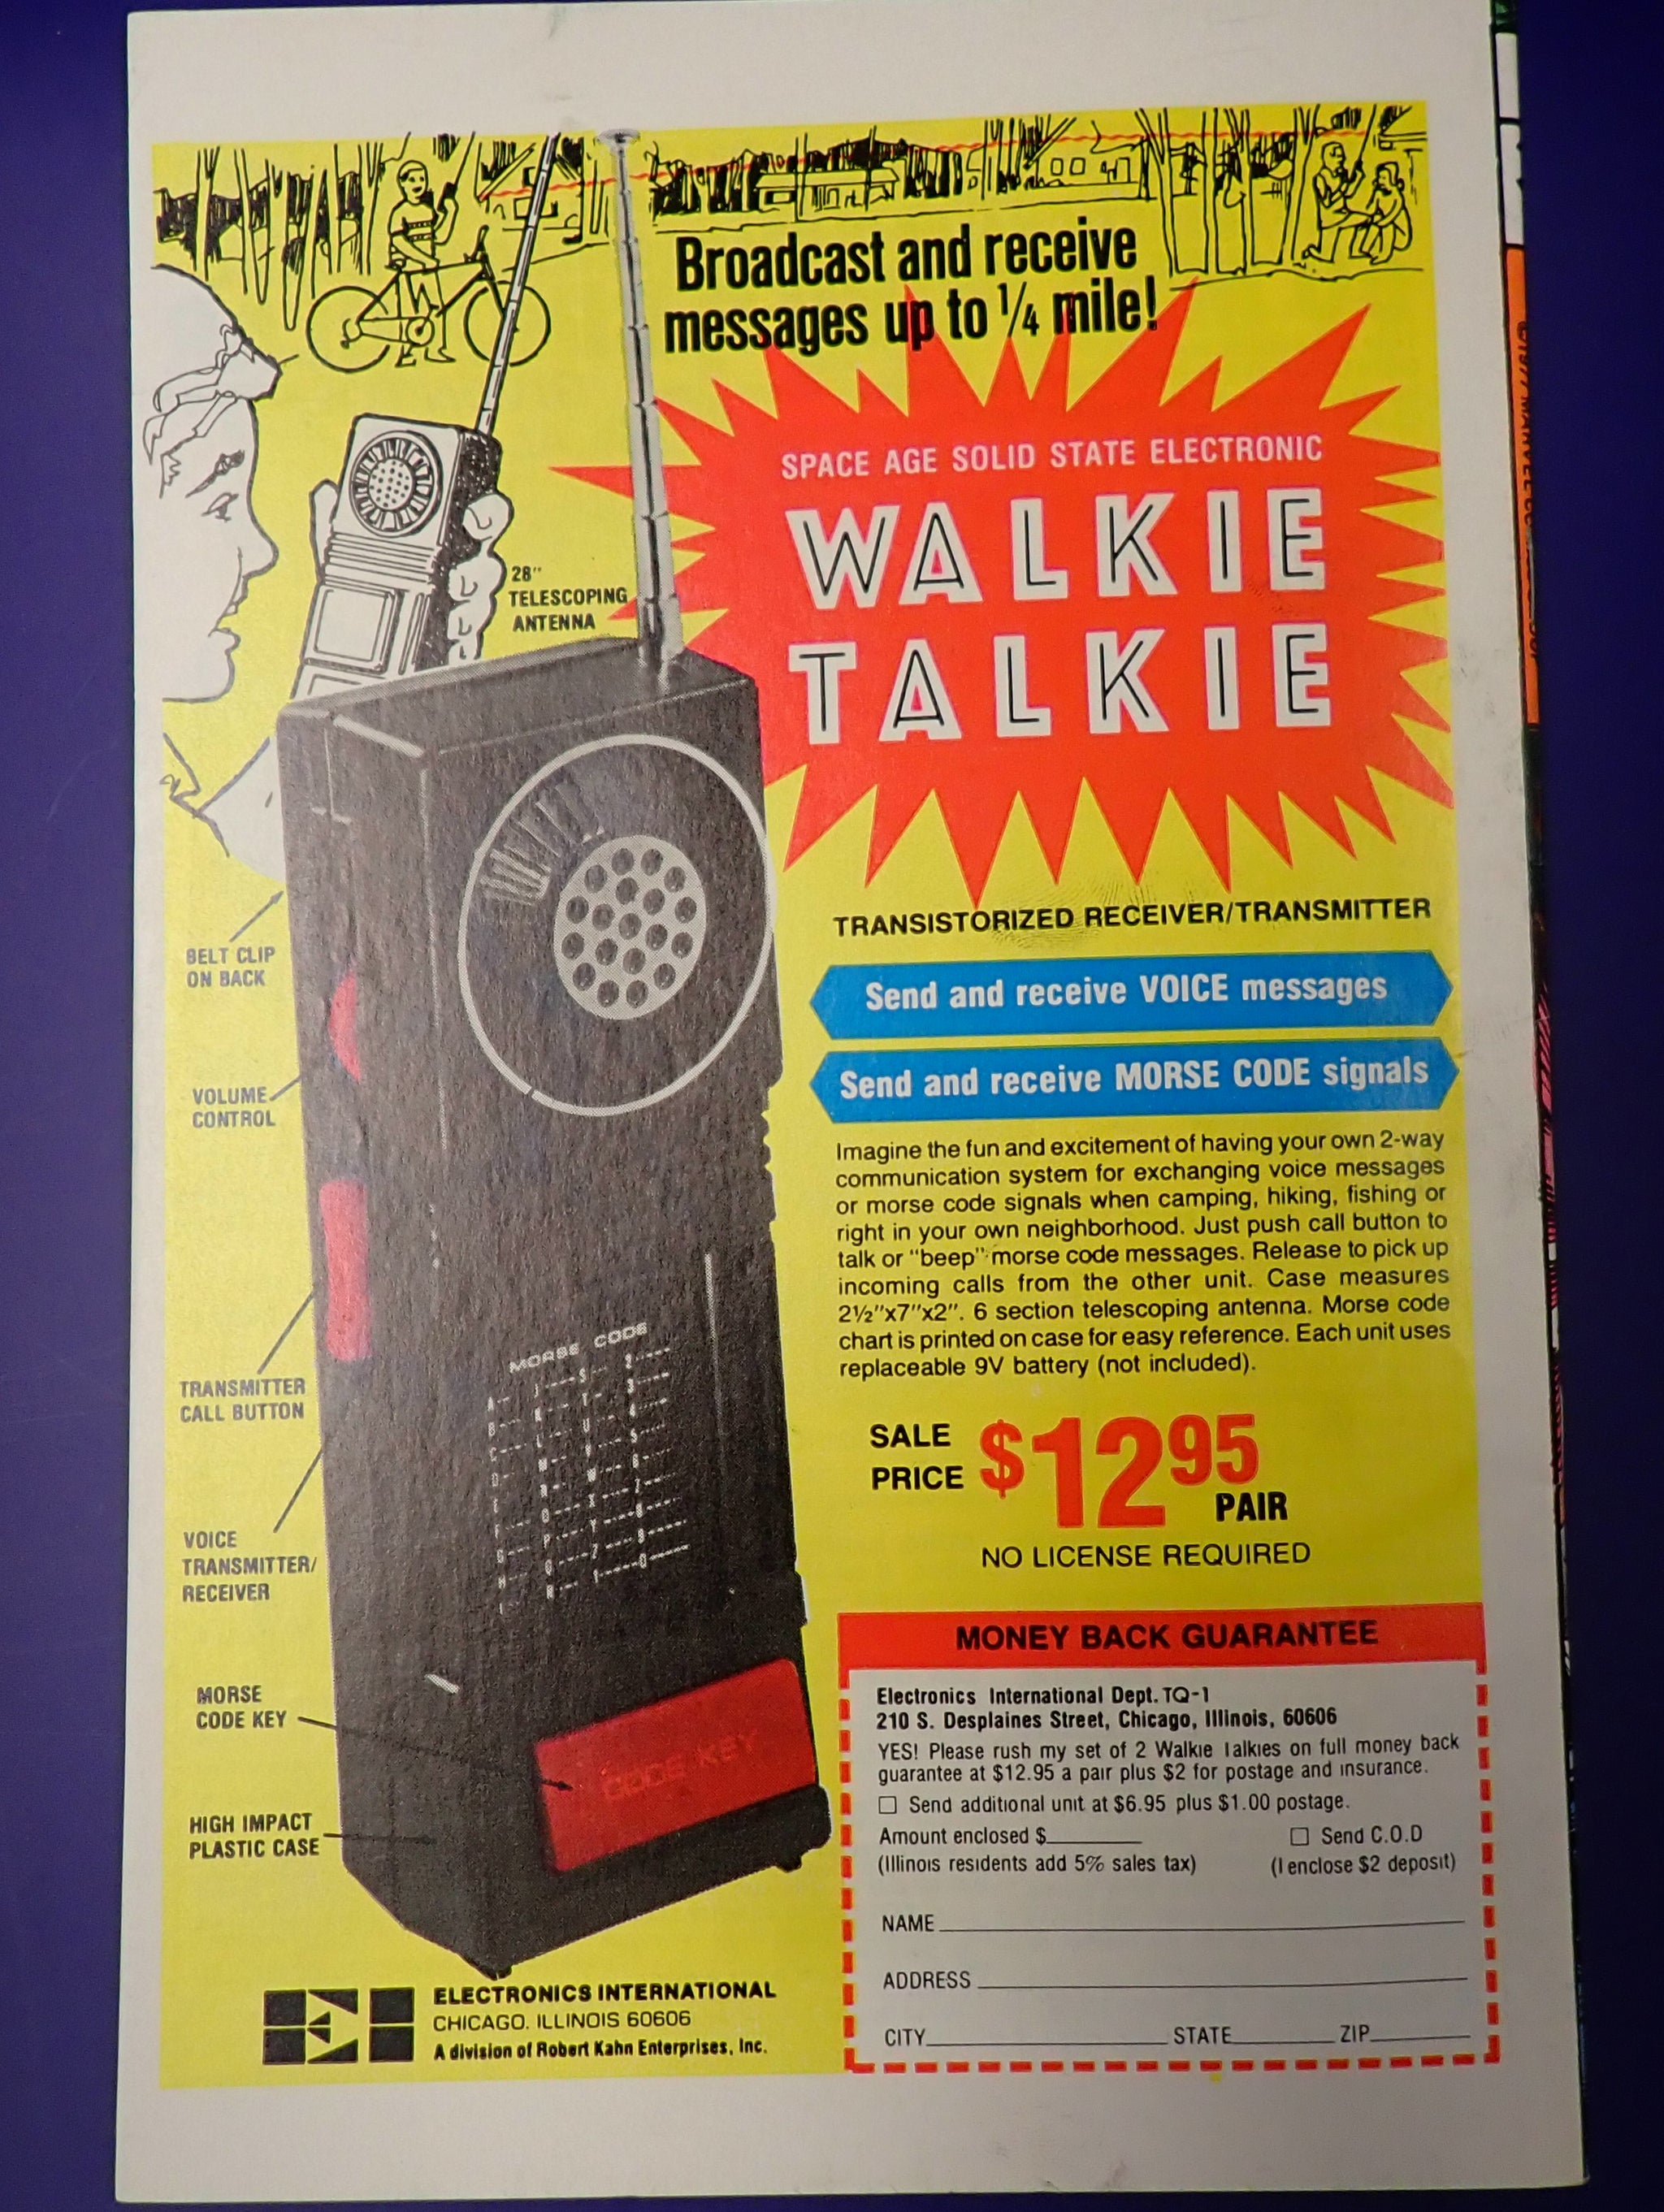 Broadcast and receive
messages up to ¼ mile!
SPACE AGE SOLID STATE ELECTRONIC
WALKIE
TALKIE
28"
TELESCOPING
ANTENNA
BELT CLIP
ON BACK
VOLUME
CONTROL
TRANSMITTER
CALL BUTTON
VOICE
TRANSMITTER/
RECEIVER
MORSE
CODE KEY
HIGH IMPACT
PLASTIC CASE
MORSE CODE
CODE KEY
TRANSISTORIZED RECEIVER/TRANSMITTER
Send and receive VOICE messages
Send and receive MORSE CODE signals
Imagine the fun and excitement of having your own 2-way
communication system for exchanging voice messages
or morse code signals when camping, hiking, fishing or
right in your own neighborhood. Just push call button to
talk or "beep" morse code messages. Release to pick up
incoming calls from the other unit. Case measures
2½"x7"x2". 6 section telescoping antenna. Morse code
chart is printed on case for easy reference. Each unit uses
replaceable 9V battery (not included).
SALE
PRICE $12.95
PAIR
NO LICENSE REQUIRED
MONEY BACK GUARANTEE
Electronics International Dept. TQ-1
210 S. Desplaines Street, Chicago, Illinois, 60606
YES! Please rush my set of 2 Walkie Talkies on full money back
guarantee at $12.95 a pair plus $2 for postage and insurance.
☐ Send additional unit at $6.95 plus $1.00 postage.
Amount enclosed $________ ☐ Send C.O.D
(Illinois residents add 5% sales tax) (I enclose $2 deposit)
NAME
ADDRESS
CITY STATE ZIP
ELECTRONICS INTERNATIONAL
CHICAGO. ILLINOIS 60606
A division of Robert Kahn Enterprises, Inc.